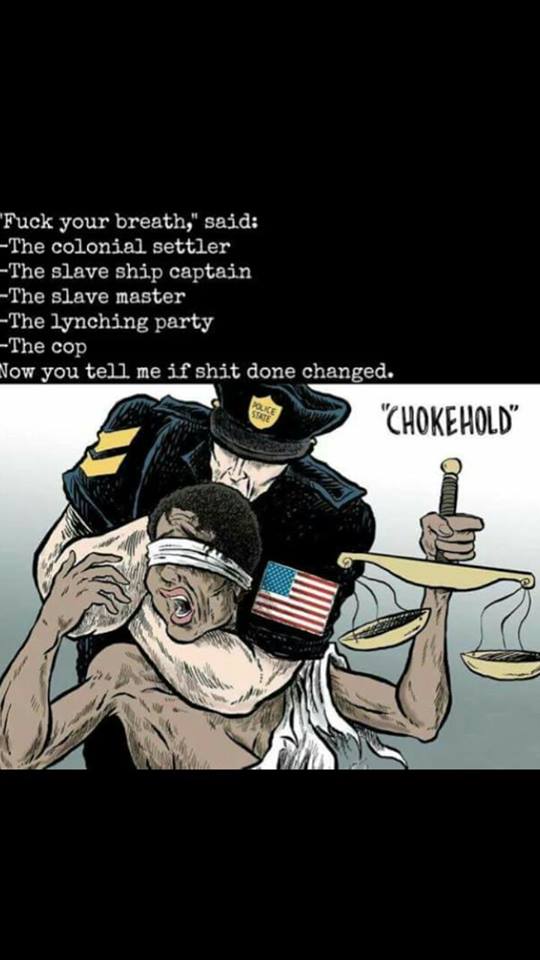 "Fuck your breath," said:
-The colonial settler
-The slave ship captain
-The slave master
-The lynching party
-The cop
Now you tell me if shit done changed.
"CHOKEHOLD"
POLICE
STATE